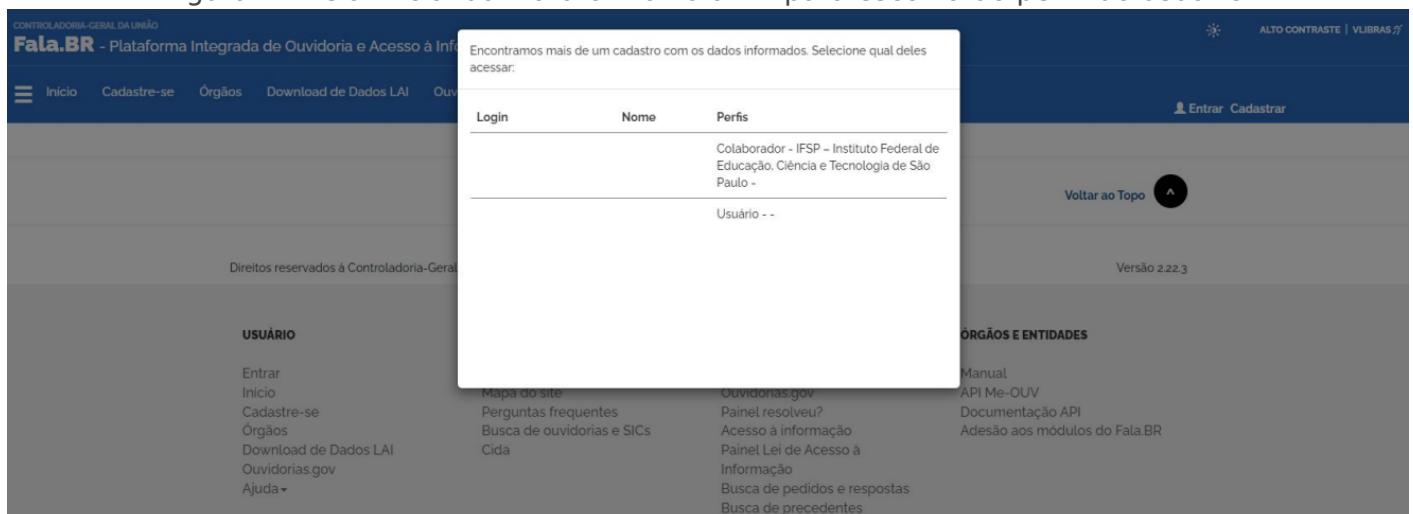 CONTROLADORIA-GERAL DA UNIÃO
Fala.BR - Plataforma Integrada de Ouvidoria e Acesso à
ALTO CONTRASTE | VLIBRAS
Início Cadastre-se Órgãos Download de Dados LAI
Entrar Cadastrar
Encontramos mais de um cadastro com os dados informados. Selecione qual deles
acessar:
Login Nome Perfis
Colaborador - IFSP – Instituto Federal de
Educação, Ciência e Tecnologia de São
Paulo -
Usuário - -
Voltar ao Topo
Direitos reservados à Controladoria-Geral
Versão 2.22.3
USUÁRIO
Entrar
Início
Cadastre-se
Órgãos
Download de Dados LAI
Ouvidorias.gov
Ajuda
Mapa do site
Perguntas frequentes
Busca de ouvidorias e SICs
Cida
Ouvidorias.gov
Painel resolveu?
Acesso à informação
Painel Lei de Acesso à
Informação
Busca de pedidos e respostas
Busca de precedentes
ÓRGÃOS E ENTIDADES
Manual
API Me-OUV
Documentação API
Adesão aos módulos do Fala.BR